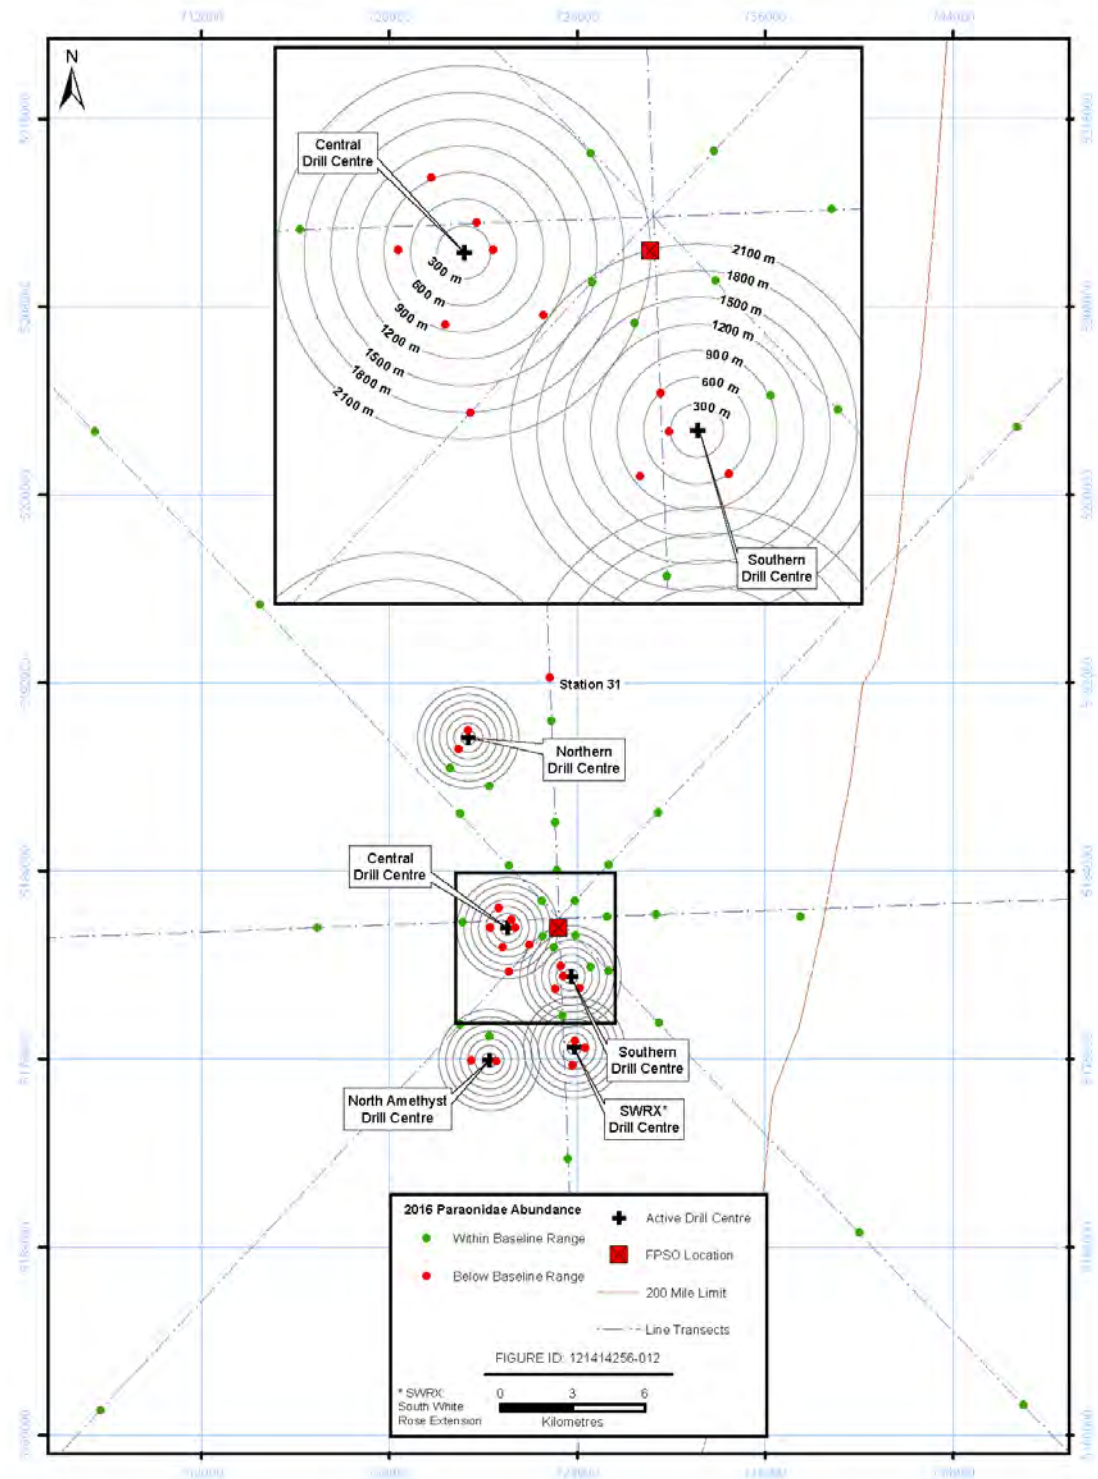 N
Central
Drill Centre
300 m
600 m
900 m
1200 m
1500 m
1800 m
2100 m
2100 m
1800 m
1500 m
1200 m
900 m
600 m
300 m
Southern
Drill Centre
Station 31
Northern
Drill Centre
Central
Drill Centre
Southern
Drill Centre
North Amethyst
Drill Centre
SWRX*
Drill Centre
2016 Paraonidae Abundance
Within Baseline Range
Below Baseline Range
Active Drill Centre
FPSO Location
200 Mile Limit
Line Transects
FIGURE ID: 121414256-012
* SWRX:
South White
Rose Extension
0 3 6
Kilometres